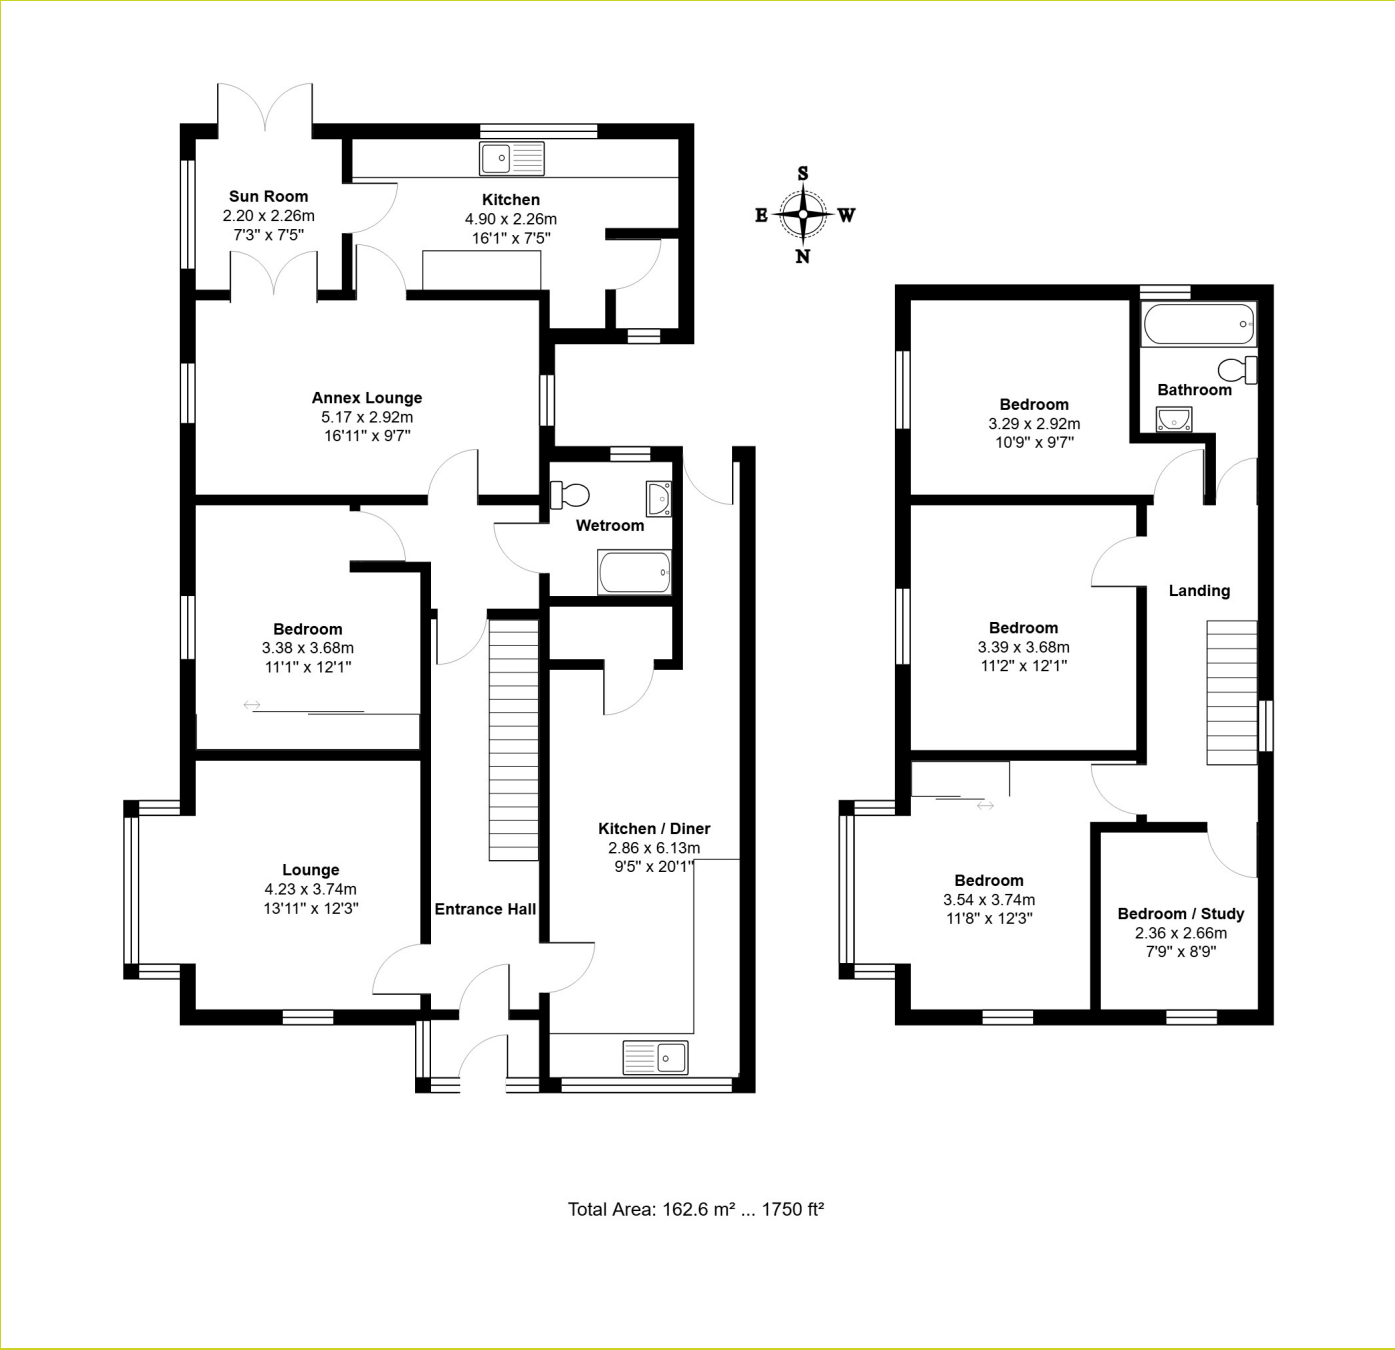 Sun Room
2.20 x 2.26m
7'3" x 7'5"
Kitchen
4.90 x 2.26m
16'1" x 7'5"
S
E
W
N
Annex Lounge
5.17 x 2.92m
16'11" x 9'7"
Wetroom
Bedroom
3.38 x 3.68m
11'1" x 12'1"
Lounge
4.23 x 3.74m
13'11" x 12'3"
Entrance Hall
Kitchen / Diner
2.86 x 6.13m
9'5" x 20'1"
Bedroom
3.29 x 2.92m
10'9" x 9'7"
Bathroom
Landing
Bedroom
3.39 x 3.68m
11'2" x 12'1"
Bedroom
3.54 x 3.74m
11'8" x 12'3"
Bedroom / Study
2.36 x 2.66m
7'9" x 8'9"
Total Area: 162.6 m² ... 1750 ft²